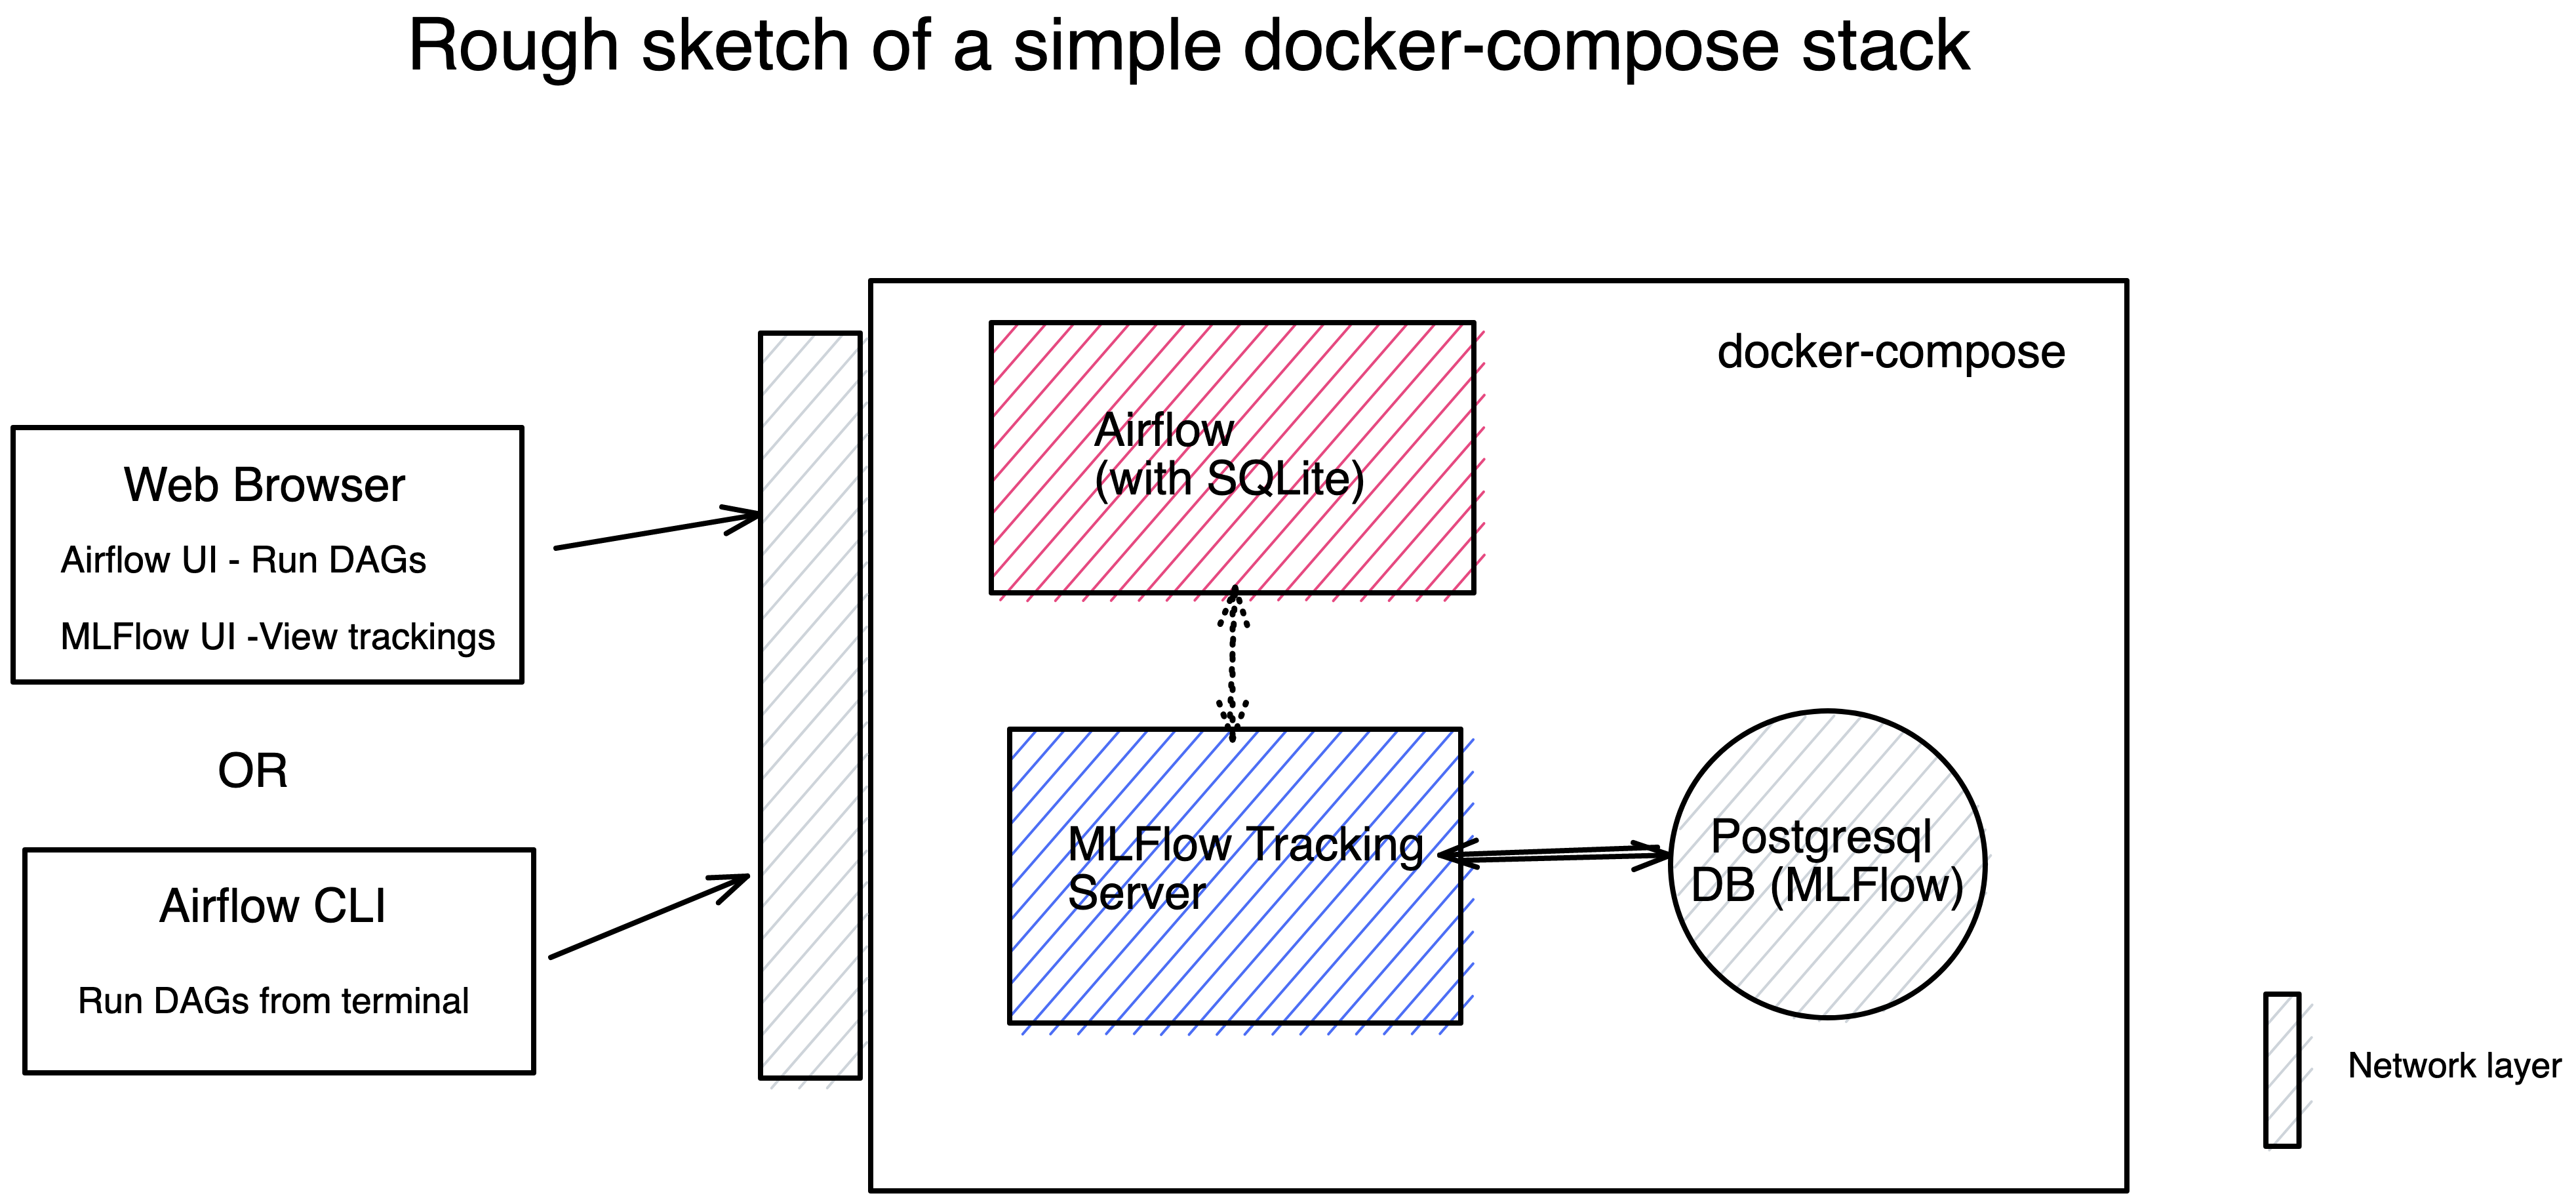 Rough sketch of a simple docker-compose stack
docker-compose
Airflow
(with SQLite)
Web Browser
Airflow UI - Run DAGs
MLFlow UI -View trackings
OR
Airflow CLI
Run DAGs from terminal
MLFlow Tracking
Server
Postgresql
DB (MLFlow)
Network layer